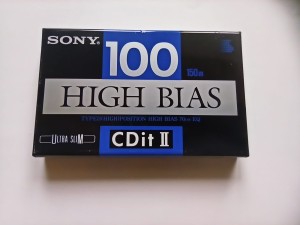 SONY
100
HIGH BIAS
ULTRA SLIM
CDit II